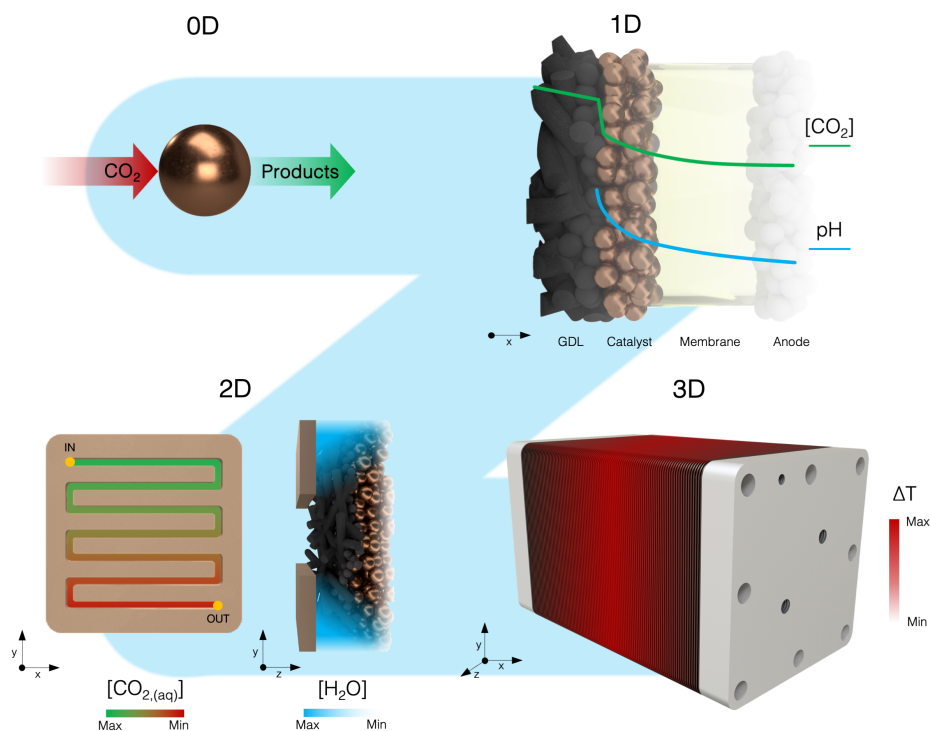 0D
1D
CO2
Products
[CO2]
pH
x
GDL
Catalyst
Membrane
Anode
2D
3D
IN
OUT
y
x
y
z
y
x
z
ΔT
Max
Min
[CO2,(aq)]
Max
Min
[H2O]
Max
Min